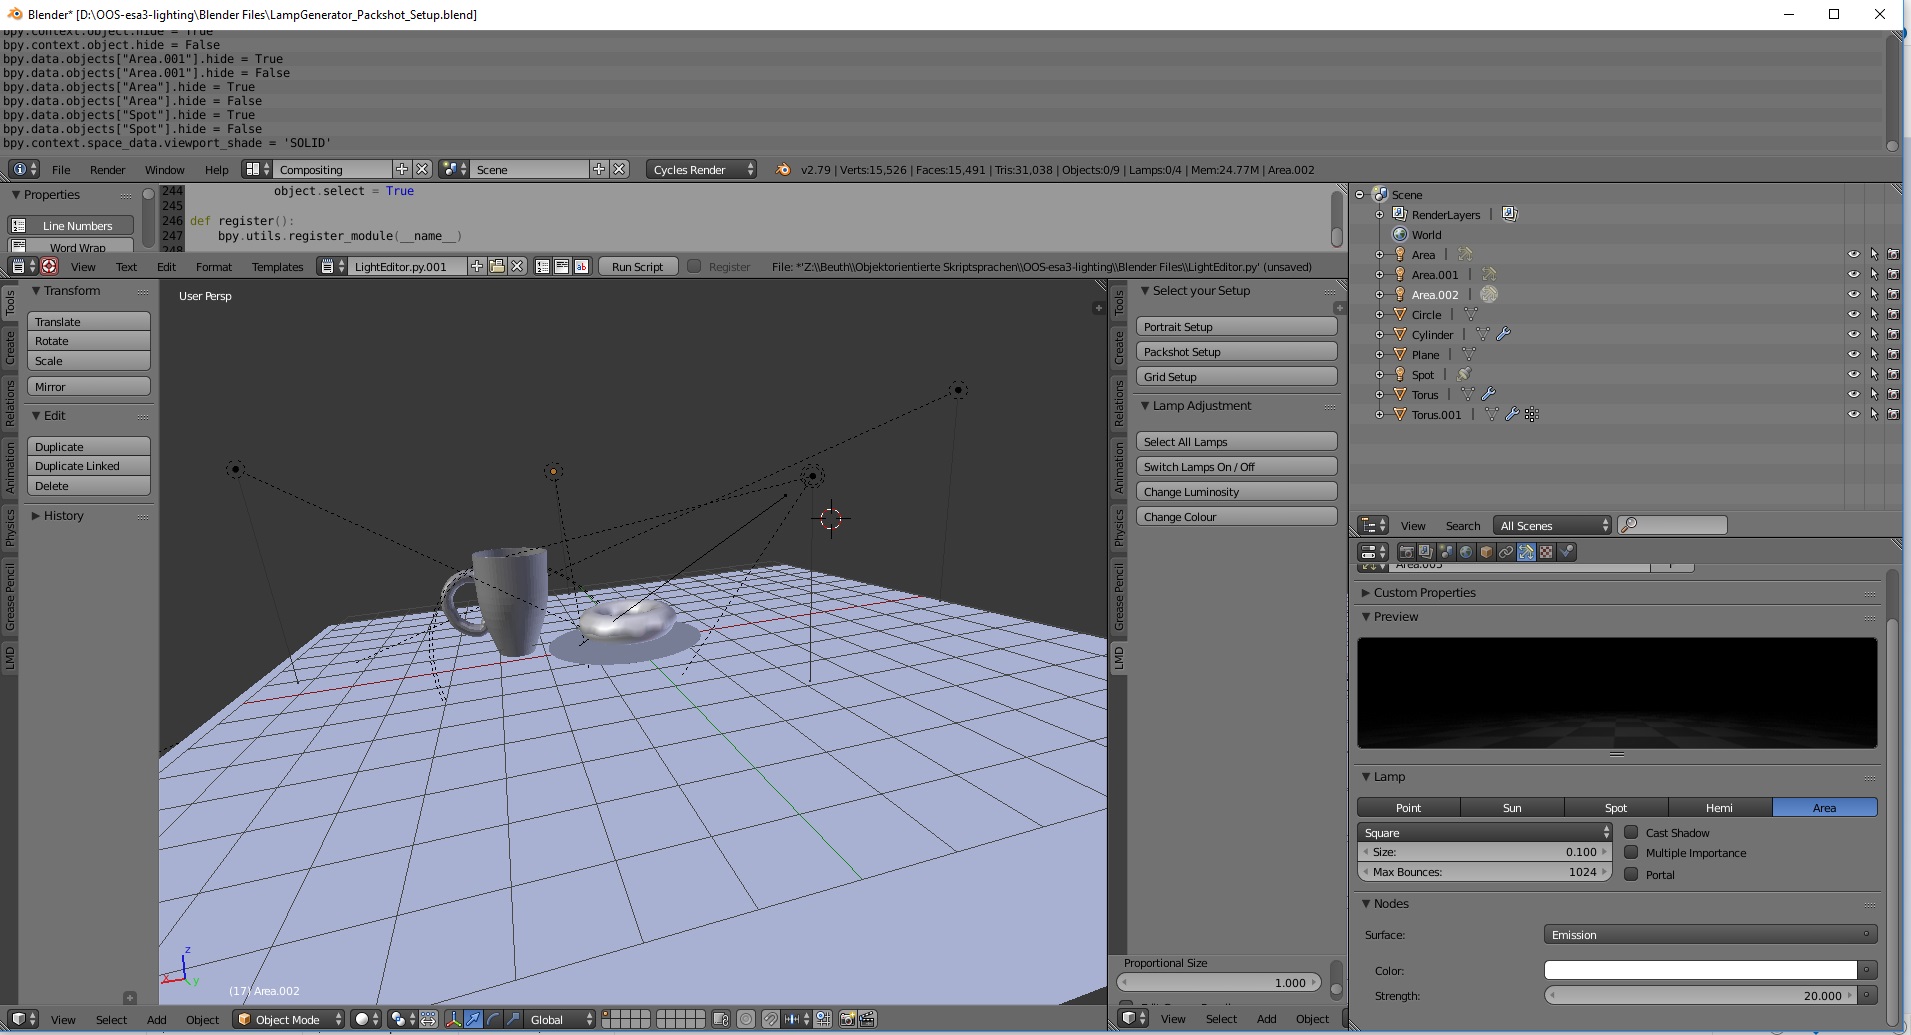 Blender* [D:\OOS-esa3-lighting\Blender Files\LampGenerator_Packshot_Setup.blend]
bpy.context.object.hide = True
bpy.context.object.hide = False
bpy.data.objects["Area.001"].hide = True
bpy.data.objects["Area.001"].hide = False
bpy.data.objects["Area"].hide = True
bpy.data.objects["Area"].hide = False
bpy.data.objects["Spot"].hide = True
bpy.data.objects["Spot"].hide = False
bpy.context.space_data.viewport_shade = 'SOLID'
File Render Window Help Compositing Scene Cycles Render v2.79 | Verts:15,526 | Faces:15,491 | Tris:31,038 | Objects:0/9 | Lamps:0/4 | Mem:24.77M | Area.002
Properties
Line Numbers
Word Wrap
244 object.select = True
245
246 def register():
247 bpy.utils.register_module(__name__)
248
View Text Edit Format Templates LightEditor.py.001 Run Script Register File: *'Z:\\Beuth\\Objektorientierte Skriptsprachen\\OOS-esa3-lighting\\Blender Files\\LightEditor.py' (unsaved)
Tools
Create
Relations
Animation
Physics
Grease Pencil
LMD
Transform
Translate
Rotate
Scale
Mirror
Edit
Duplicate
Duplicate Linked
Delete
History
User Persp
z
x
y
(17) Area.002
Tools
Create
Relations
Animation
Physics
Grease Pencil
LMD
Select your Setup
Portrait Setup
Packshot Setup
Grid Setup
Lamp Adjustment
Select All Lamps
Switch Lamps On / Off
Change Luminosity
Change Colour
Proportional Size
1.000
View Select Add Object Object Mode Global
View Select Add Object
Scene
RenderLayers
World
Area
Area.001
Area.002
Circle
Cylinder
Plane
Spot
Torus
Torus.001
View Search All Scenes
Custom Properties
Preview
Lamp
Point Sun Spot Hemi Area
Square Cast Shadow
Size: 0.100 Multiple Importance
Max Bounces: 1024 Portal
Nodes
Surface: Emission
Color:
Strength: 20.000